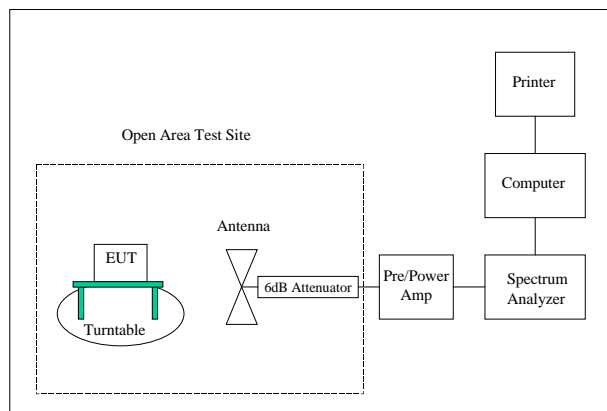 Printer
Open Area Test Site
Computer
Antenna
EUT
6dB Attenuator
Pre/Power
Amp
Spectrum
Analyzer
Turntable